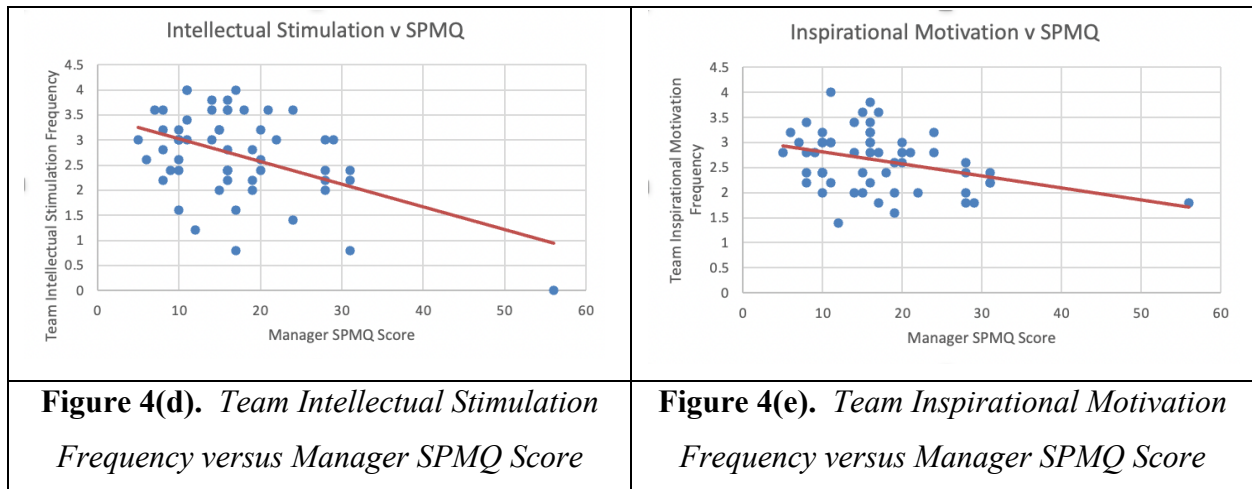 Intellectual Stimulation v SPMQ
Team Intellectual Stimulation Frequency
4.5
4
3.5
3
2.5
2
1.5
1
0.5
0
0 10 20 30 40 50 60
Manager SPMQ Score
Inspirational Motivation v SPMQ
Team Inspirational Motivation
Frequency
4.5
4
3.5
3
2.5
2
1.5
1
0.5
0
0 10 20 30 40 50 60
Manager SPMQ Score
Figure 4(d). Team Intellectual Stimulation
Frequency versus Manager SPMQ Score
Figure 4(e). Team Inspirational Motivation
Frequency versus Manager SPMQ Score